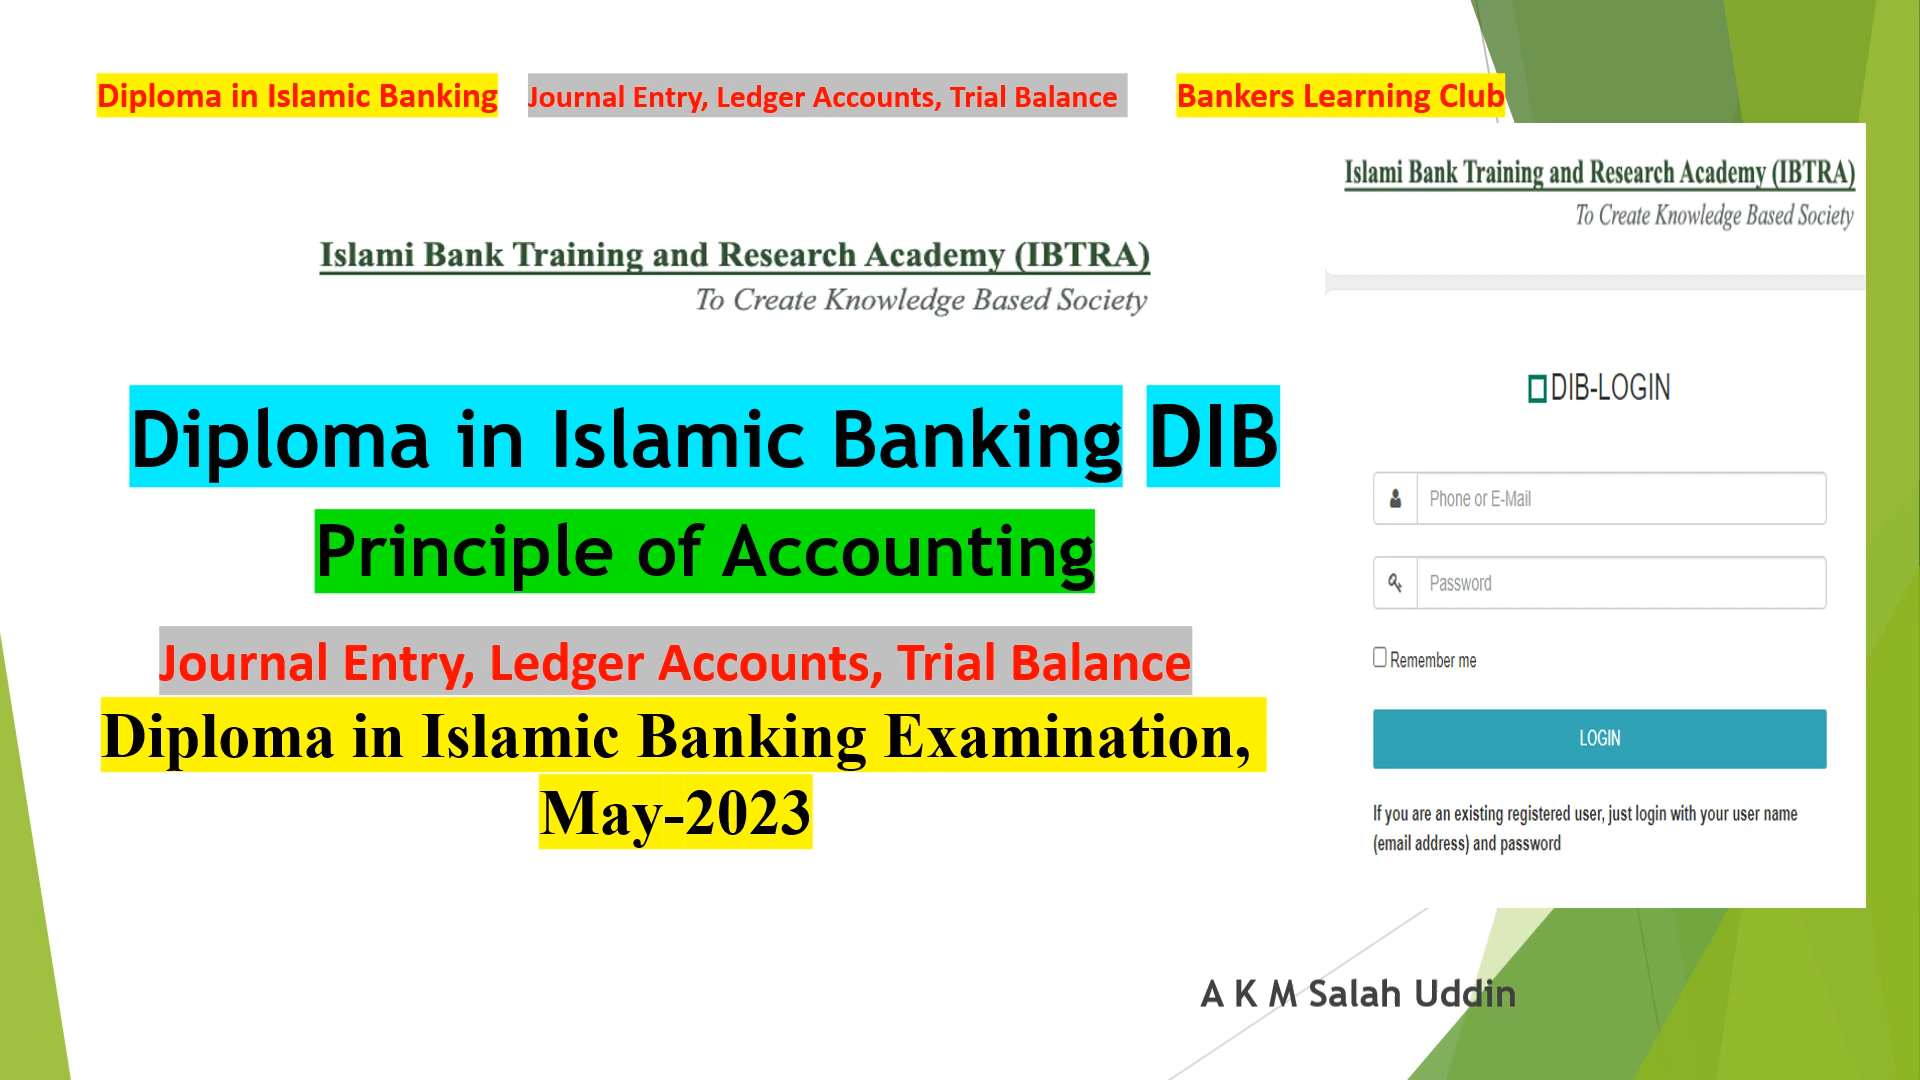 Diploma in Islamic Banking Journal Entry, Ledger Accounts, Trial Balance Bankers Learning Club
Islami Bank Training and Research Academy (IBTRA)
To Create Knowledge Based Society
Diploma in Islamic Banking DIB
Principle of Accounting
Journal Entry, Ledger Accounts, Trial Balance
Diploma in Islamic Banking Examination,
May-2023
Islami Bank Training and Research Academy (IBTRA)
To Create Knowledge Based Society
DIB-LOGIN
Phone or E-Mail
Password
Remember me
LOGIN
If you are an existing registered user, just login with your user name
(email address) and password
A K M Salah Uddin